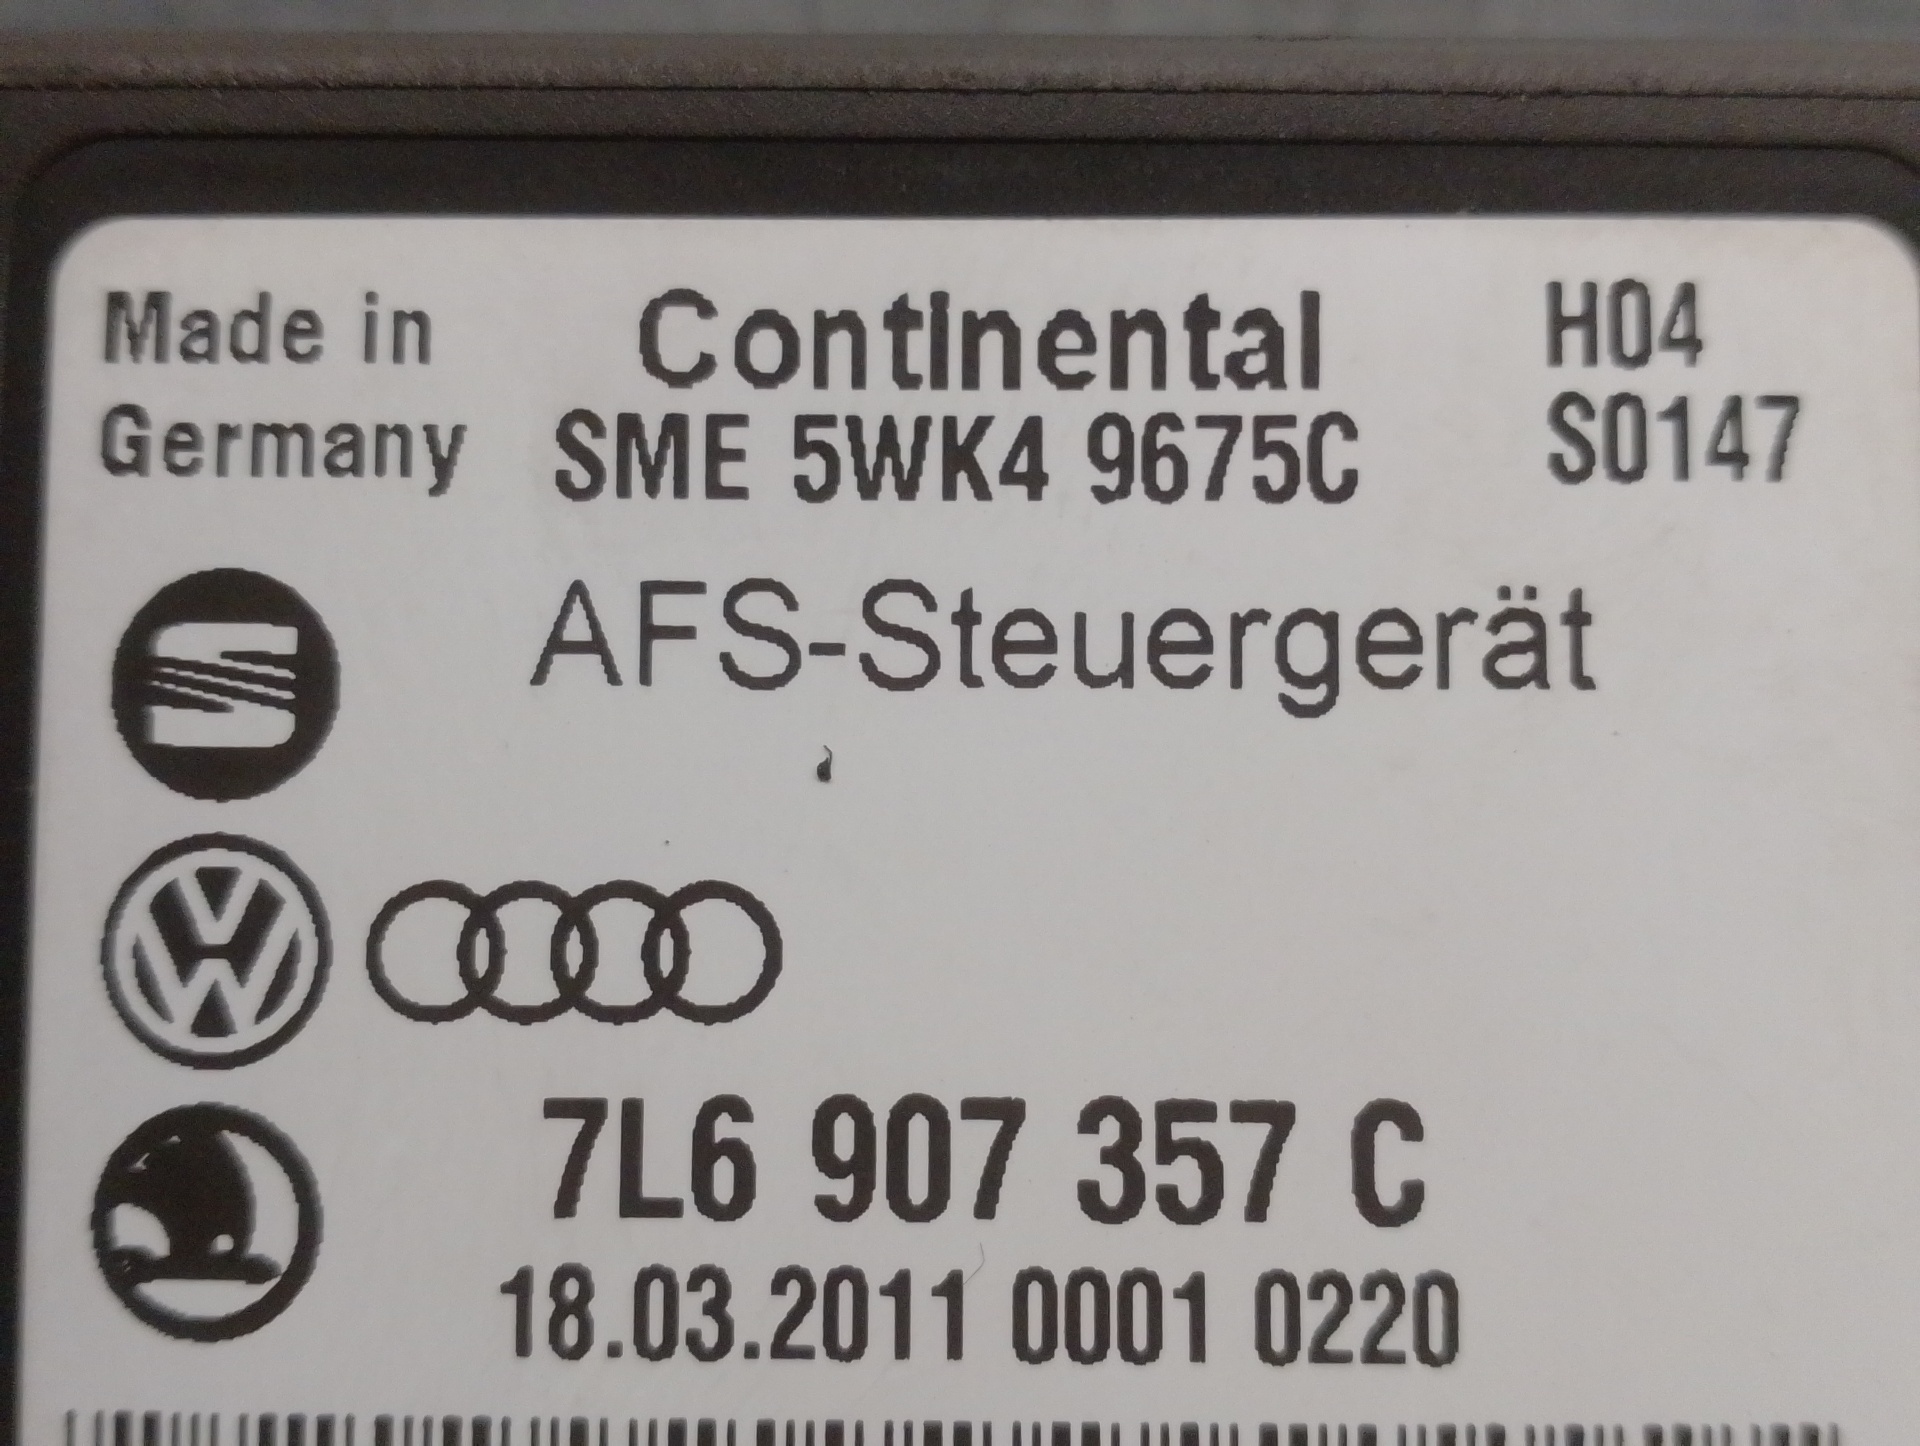 Made in
Germany
Continental
SME 5WK4 9675C
H04
S0147
AFS-Steuergerät
7L6 907 357 C
18.03.2011 0001 0220